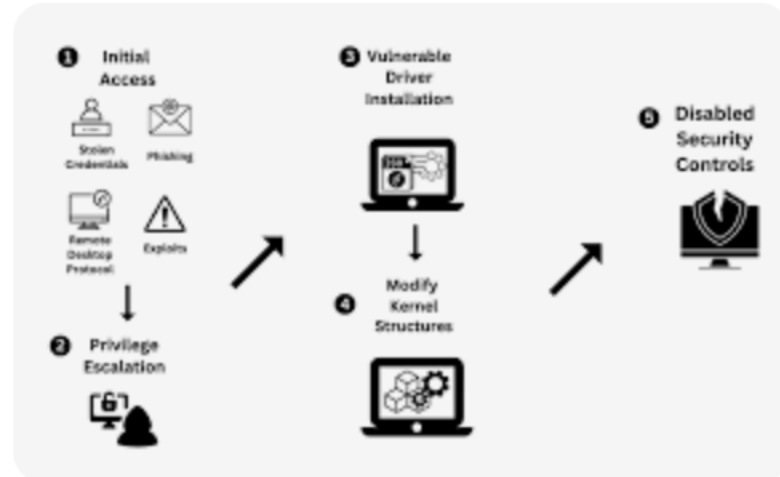 1 Initial
Access
Stolen
Credentials
Phishing
Remote
Desktop
Protocol
Exploits
2 Privilege
Escalation
3 Vulnerable
Driver
Installation
4 Modify
Kernel
Structures
5 Disabled
Security
Controls